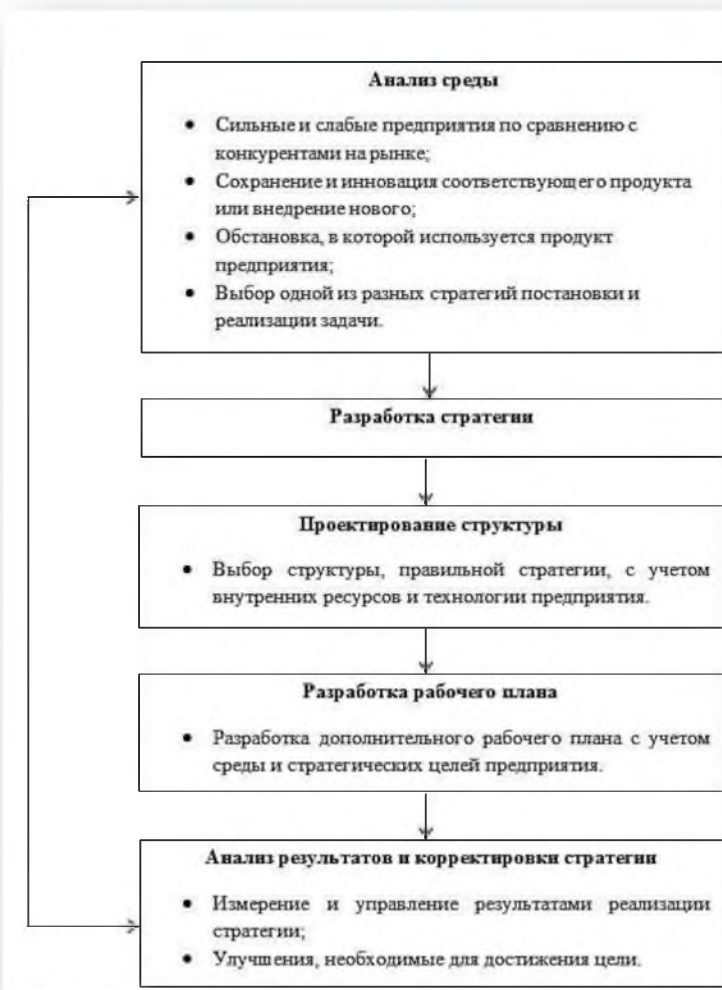 Анализ среды
• Сильные и слабые предприятия по сравнению с
конкурентами на рынке;
• Сохранение и инновация соответствующего продукта
или внедрение нового;
• Обстановка, в которой используется продукт
предприятия;
• Выбор одной из разных стратегий постановки и
реализации задачи.
Разработка стратегии
Проектирование структуры
• Выбор структуры, правильной стратегии, с учетом
внутренних ресурсов и технологии предприятия.
Разработка рабочего плана
• Разработка дополнительного рабочего плана с учетом
среды и стратегических целей предприятия.
Анализ результатов и корректировки стратегии
• Измерение и управление результатами реализации
стратегии;
• Улучшения, необходимые для достижения цели.